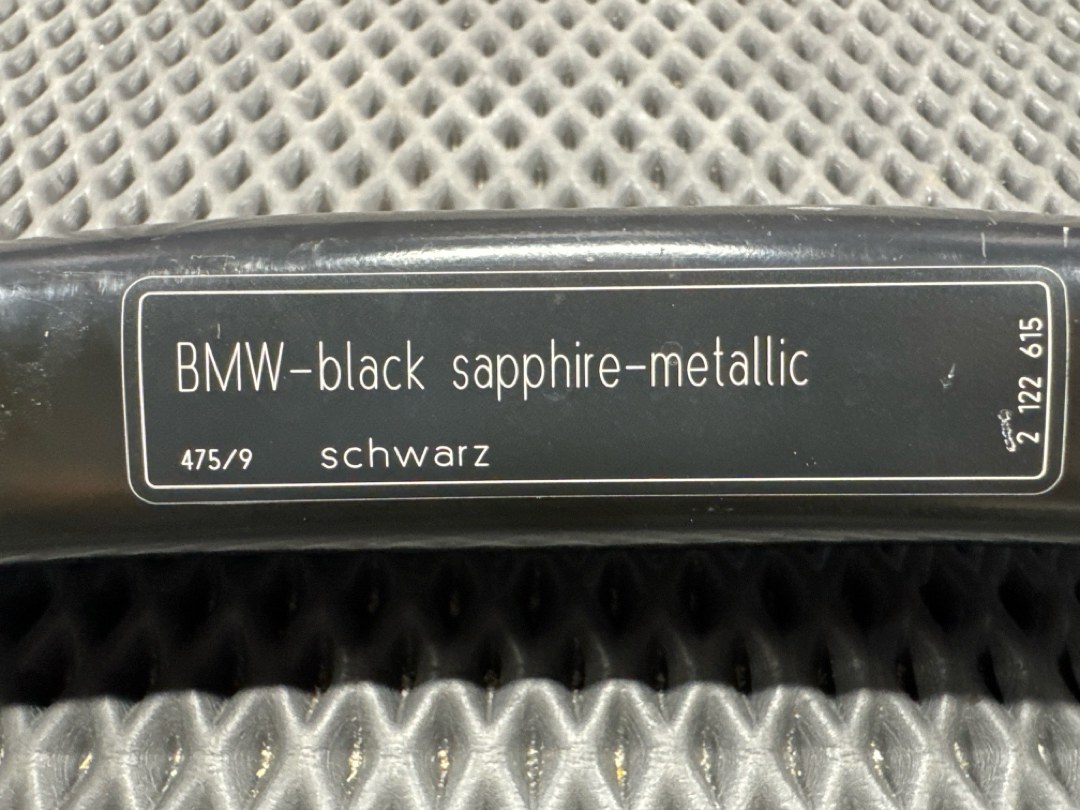 BMW-black sapphire-metallic
475/9 schwarz
2 122 615